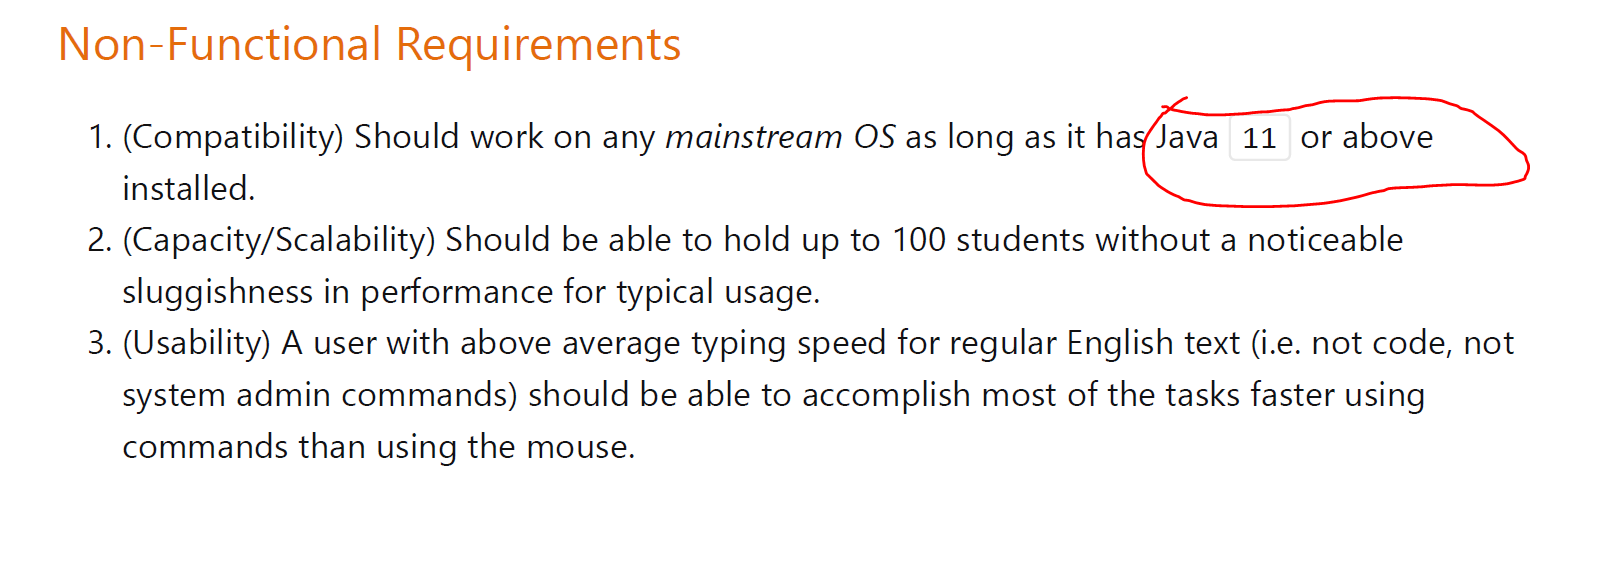 Non-Functional Requirements
1. (Compatibility) Should work on any mainstream OS as long as it has Java 11 or above
installed.
2. (Capacity/Scalability) Should be able to hold up to 100 students without a noticeable
sluggishness in performance for typical usage.
3. (Usability) A user with above average typing speed for regular English text (i.e. not code, not
system admin commands) should be able to accomplish most of the tasks faster using
commands than using the mouse.